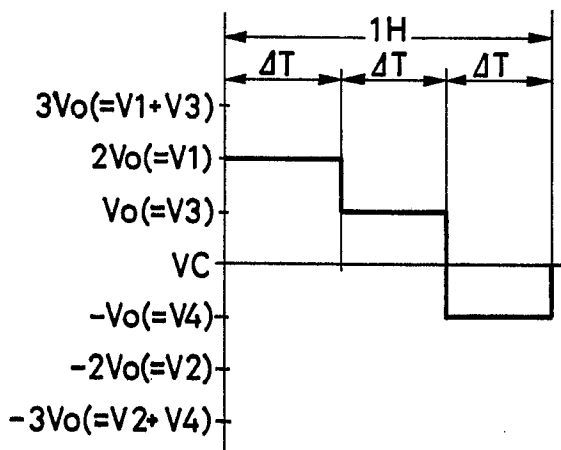 1H
ΔT ΔT ΔT
3Vo(=V1+V3)
2Vo(=V1)
Vo(=V3)
VC
-Vo(=V4)
-2Vo(=V2)
-3Vo(=V2+V4)